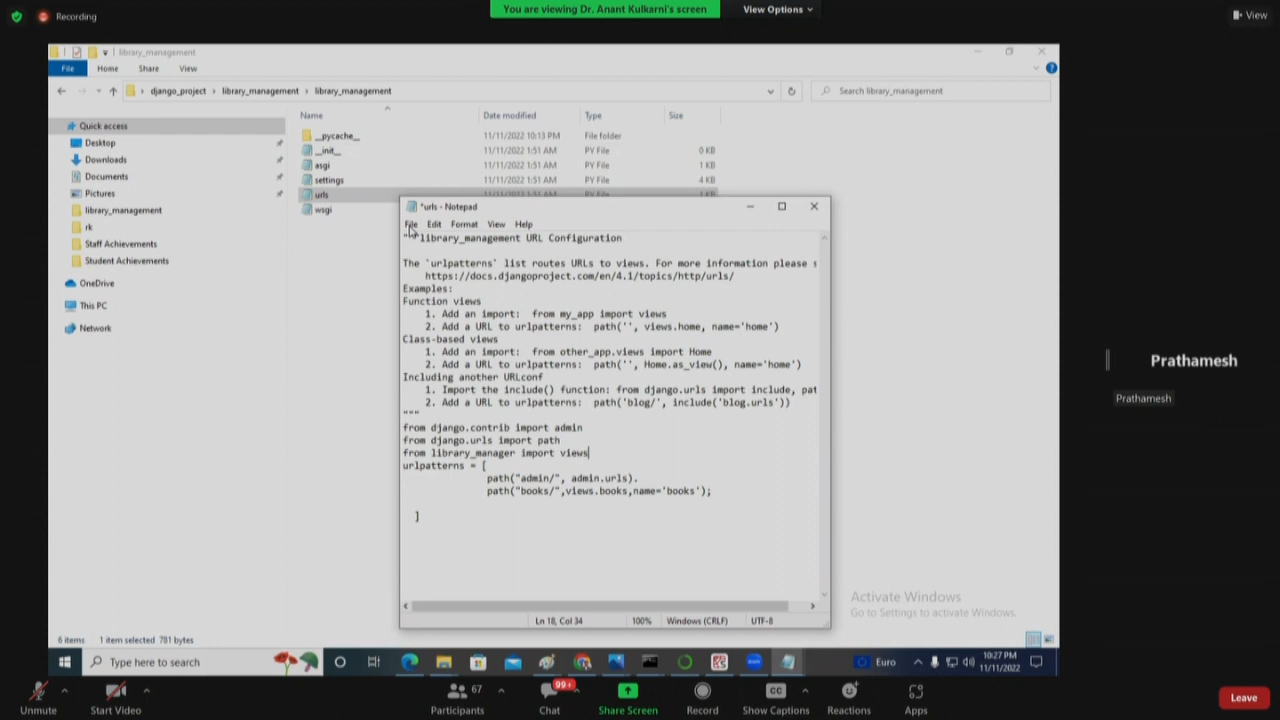 Recording
You are viewing Dr. Anant Kulkarni's screen
View Options
View
library_management
File Home Share View
django_project library_management library_management
Search library_management
Name Date modified Type Size
Quick access
Desktop
Downloads
Documents
Pictures
library_management
rk
Staff Achievements
Student Achievements
OneDrive
This PC
Network
__pycache__ 11/11/2022 10:13 PM File folder
__init__ 11/11/2022 1:51 AM PY File 0 KB
asgi 11/11/2022 1:51 AM PY File 1 KB
settings 11/11/2022 1:51 AM PY File 4 KB
urls
wsgi
*urls - Notepad
File Edit Format View Help
library_management URL Configuration
The `urlpatterns` list routes URLs to views. For more information please s
https://docs.djangoproject.com/en/4.1/topics/http/urls/
Examples:
Function views
1. Add an import:  from my_app import views
2. Add a URL to urlpatterns:  path('', views.home, name='home')
Class-based views
1. Add an import:  from other_app.views import Home
2. Add a URL to urlpatterns:  path('', Home.as_view(), name='home')
Including another URLconf
1. Import the include() function: from django.urls import include, pat
2. Add a URL to urlpatterns:  path('blog/', include('blog.urls'))
"""
from django.contrib import admin
from django.urls import path
from library_manager import views
urlpatterns = [
path("admin/", admin.urls).
path("books/",views.books,name='books');
]
Ln 18, Col 34 100% Windows (CRLF) UTF-8
Activate Windows
Go to Settings to activate Windows.
6 items 1 item selected 781 bytes
Type here to search
Euro
10:27 PM
11/11/2022
Prathamesh
Prathamesh
Unmute
Start Video
67
Participants
99+
Chat
Share Screen
Record
CC
Show Captions
Reactions
Apps
Leave